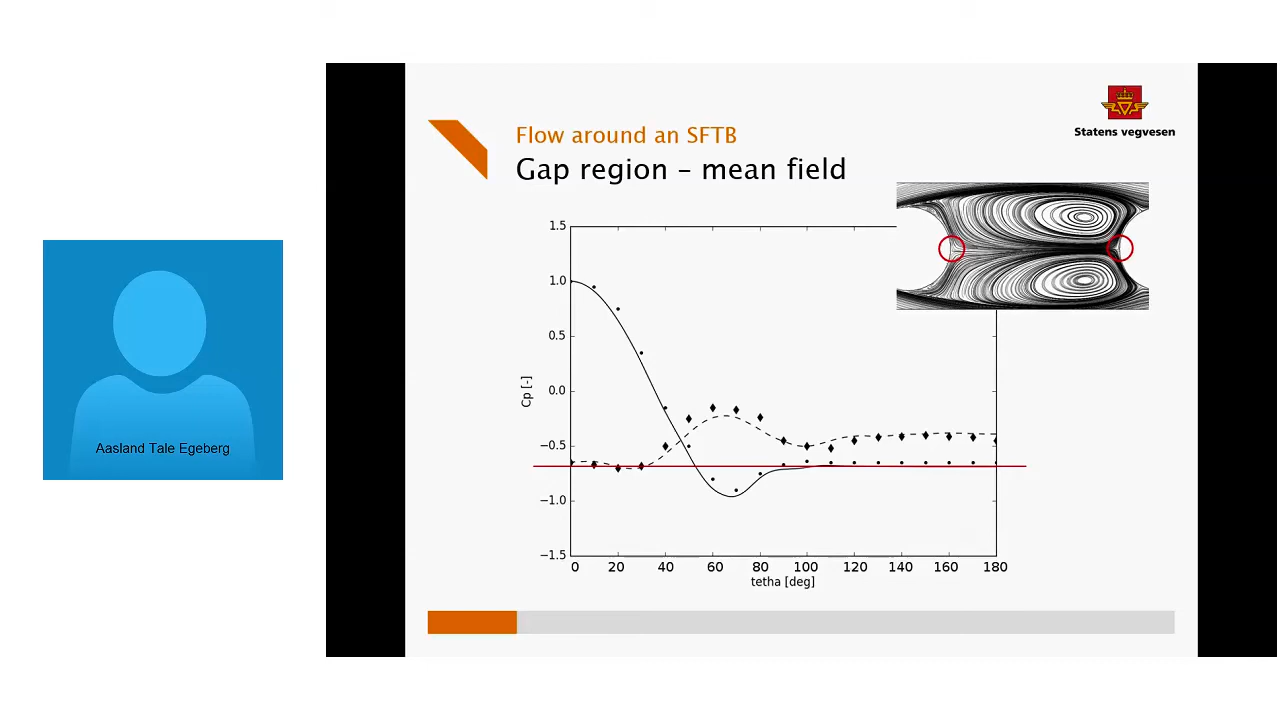 Aasland Tale Egeberg
Flow around an SFTB
Gap region – mean field
Statens vegvesen
1.5
1.0
0.5
0.0
−0.5
−1.0
−1.5
Cp [-]
0 20 40 60 80 100 120 140 160 180
tetha [deg]